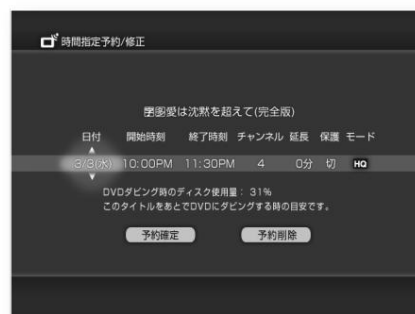 時間指定予約/修正
愛は沈黙を超えて(完全版)
日付 開始時刻 終了時刻 チャンネル 延長 保護 モード
3/3(水) 10:00PM 11:30PM 4 0分 切 HQ
DVDダビング時のディスク使用量：31%
このタイトルをあとでDVDにダビングする時の目安です。
予約確定 予約削除